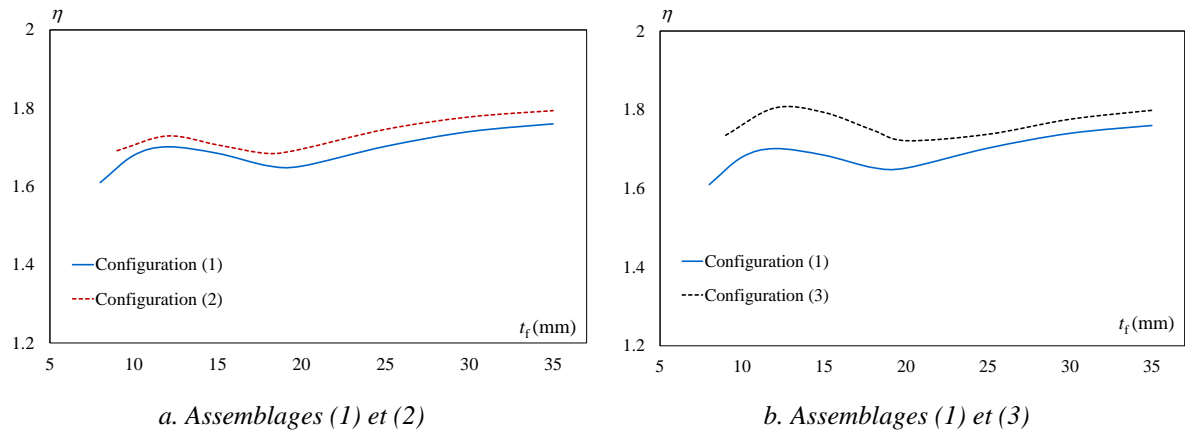 η
2
1.8
1.6
1.4
1.2
Configuration (1)
Configuration (2)
t_f (mm)
5 10 15 20 25 30 35
a. Assemblages (1) et (2)
η
2
1.8
1.6
1.4
1.2
Configuration (1)
Configuration (3)
t_f (mm)
5 10 15 20 25 30 35
b. Assemblages (1) et (3)